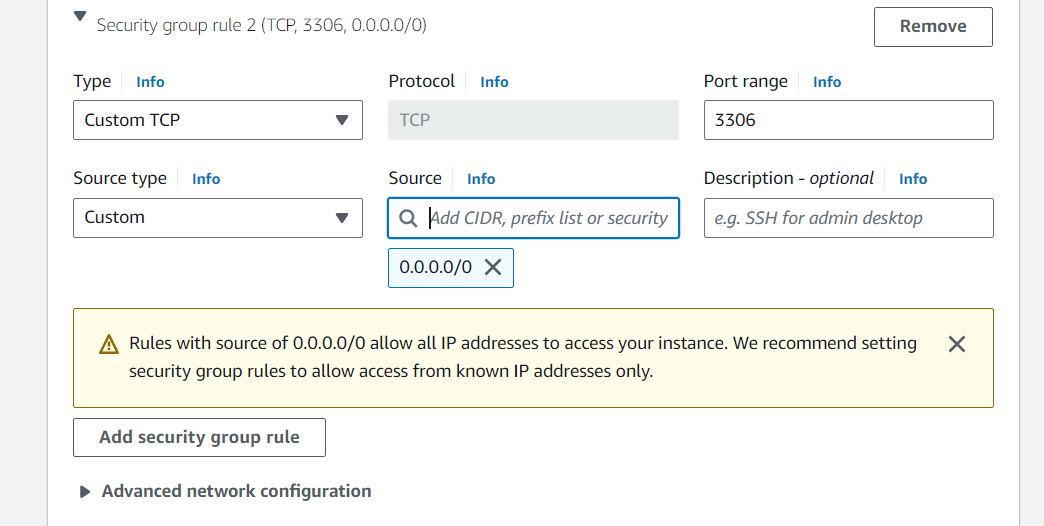 Security group rule 2 (TCP, 3306, 0.0.0.0/0)
Remove
Type Info
Protocol Info
Port range Info
Custom TCP
TCP
3306
Source type Info
Source Info
Description - optional Info
Custom
Add CIDR, prefix list or security
e.g. SSH for admin desktop
0.0.0.0/0
Rules with source of 0.0.0.0/0 allow all IP addresses to access your instance. We recommend setting
security group rules to allow access from known IP addresses only.
Add security group rule
Advanced network configuration